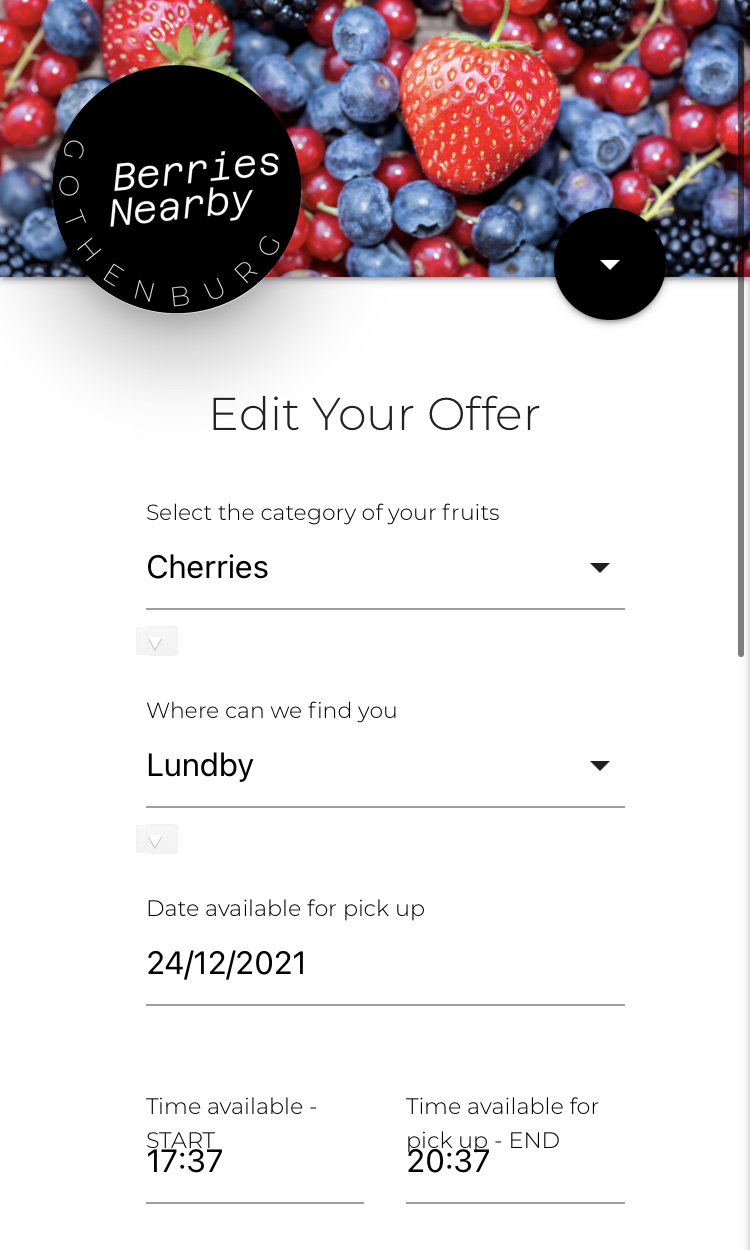 Berries
Nearby
GOTHENBURG
Edit Your Offer
Select the category of your fruits
Cherries
Where can we find you
Lundby
Date available for pick up
24/12/2021
Time available -
START
17:37
Time available for
pick up - END
20:37